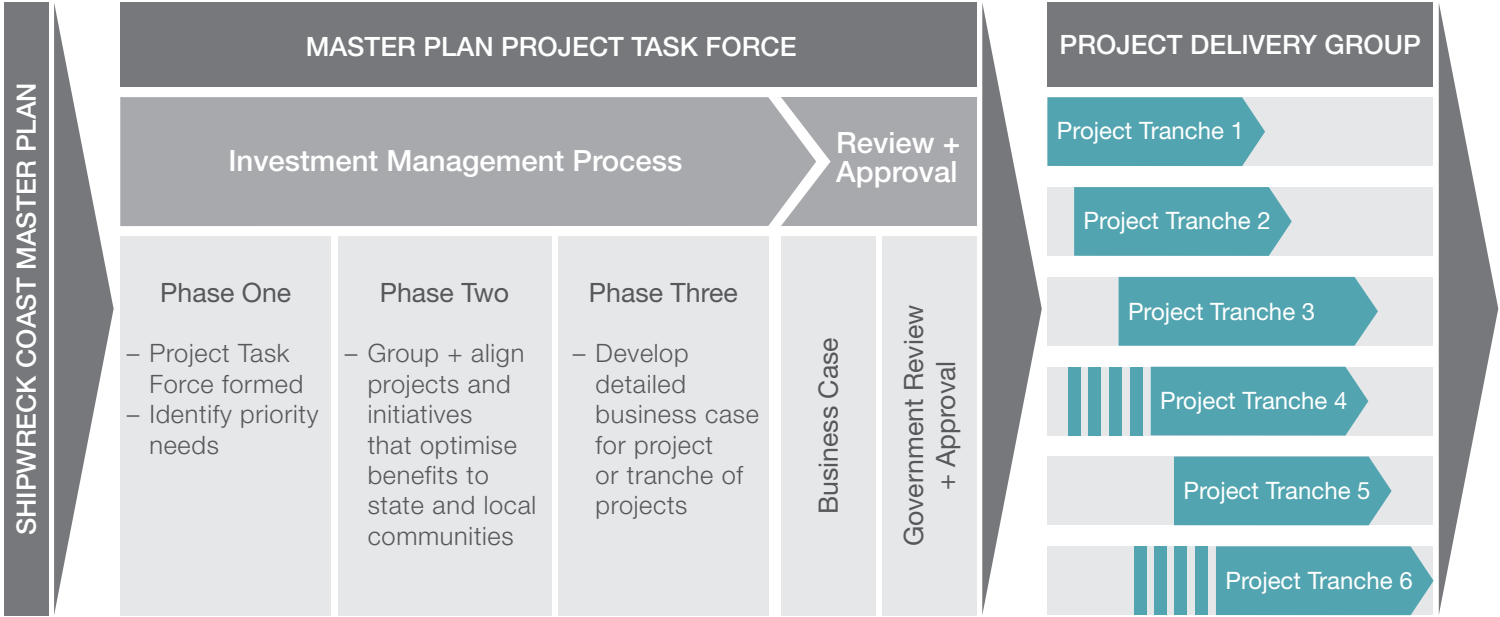 SHIPWRECK COAST MASTER PLAN
MASTER PLAN PROJECT TASK FORCE
Investment Management Process
Review +
Approval
Phase One
– Project Task
Force formed
– Identify priority
needs
Phase Two
– Group + align
projects and
initiatives
that optimise
benefits to
state and local
communities
Phase Three
– Develop
detailed
business case
for project
or tranche of
projects
Business Case
Government Review
+ Approval
PROJECT DELIVERY GROUP
Project Tranche 1
Project Tranche 2
Project Tranche 3
Project Tranche 4
Project Tranche 5
Project Tranche 6